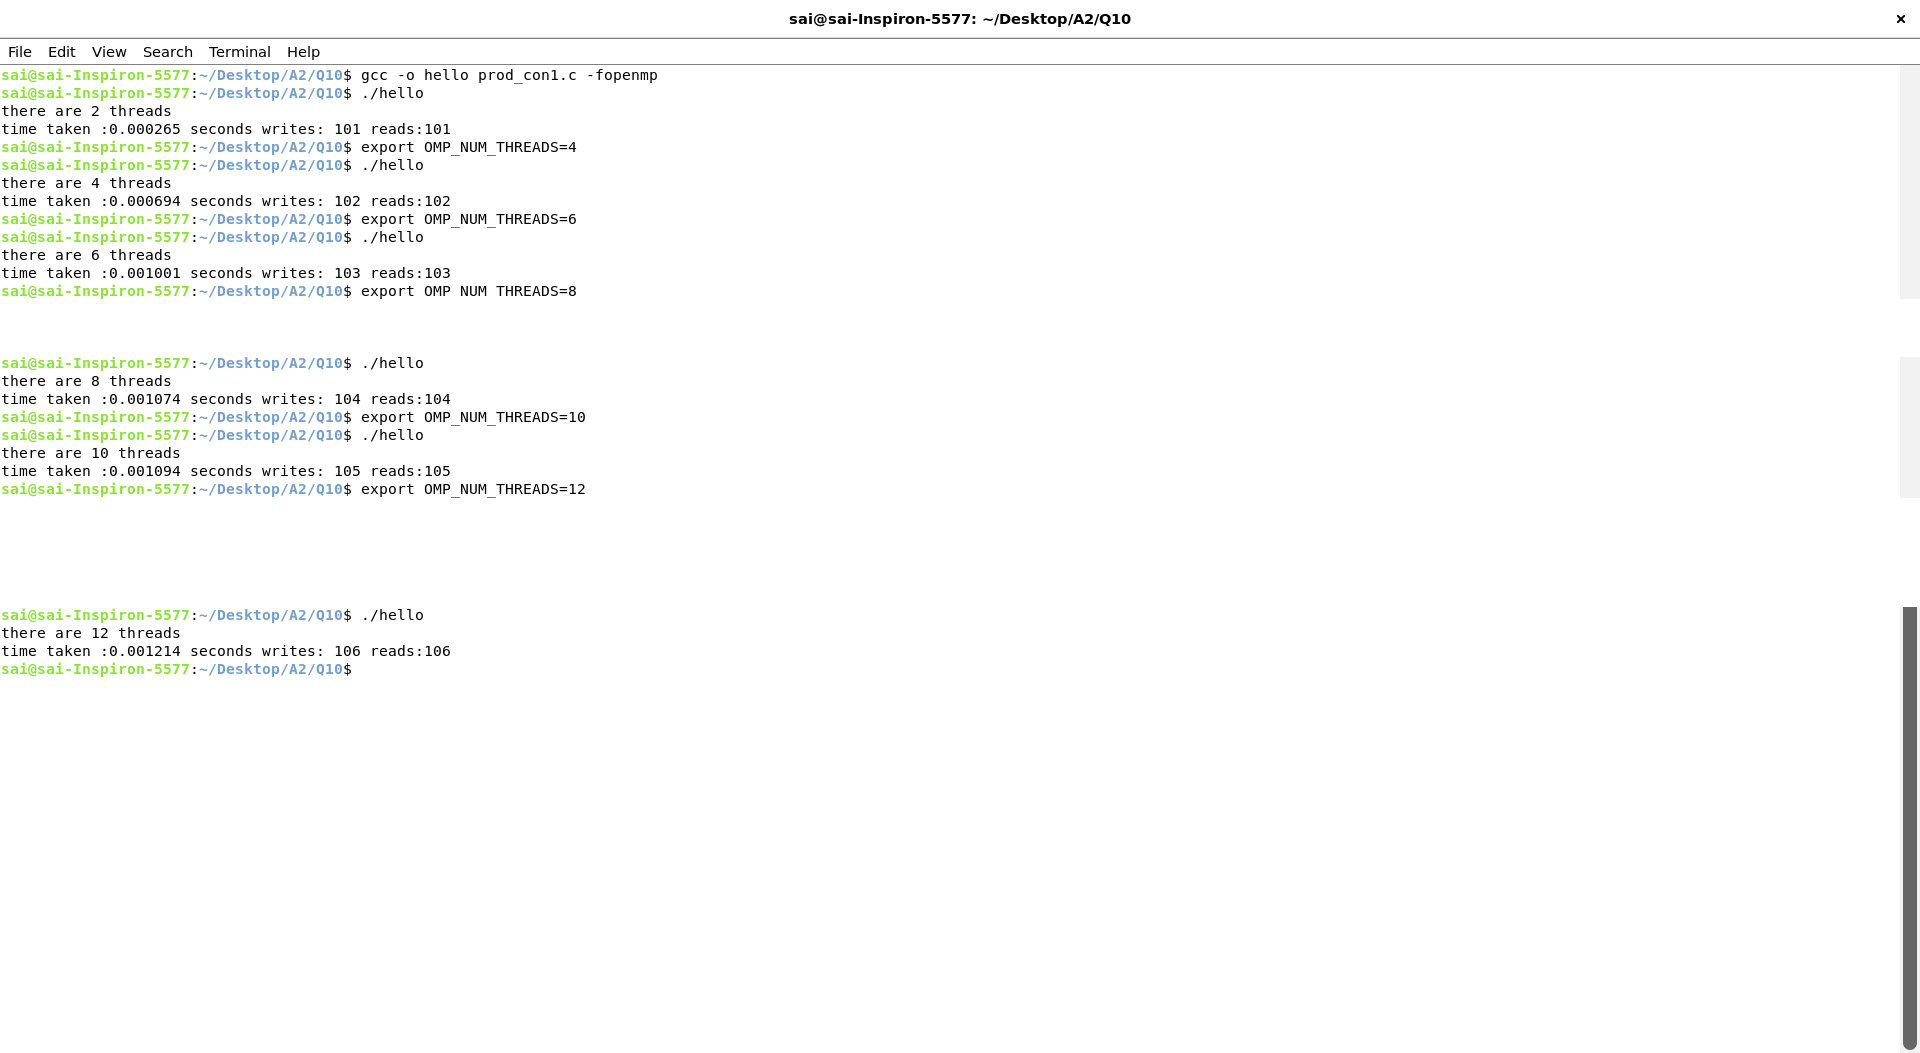 sai@sai-Inspiron-5577: ~/Desktop/A2/Q10 ×
File Edit View Search Terminal Help
sai@sai-Inspiron-5577:~/Desktop/A2/Q10$ gcc -o hello prod_con1.c -fopenmp
sai@sai-Inspiron-5577:~/Desktop/A2/Q10$ ./hello
there are 2 threads
time taken :0.000265 seconds writes: 101 reads:101
sai@sai-Inspiron-5577:~/Desktop/A2/Q10$ export OMP_NUM_THREADS=4
sai@sai-Inspiron-5577:~/Desktop/A2/Q10$ ./hello
there are 4 threads
time taken :0.000694 seconds writes: 102 reads:102
sai@sai-Inspiron-5577:~/Desktop/A2/Q10$ export OMP_NUM_THREADS=6
sai@sai-Inspiron-5577:~/Desktop/A2/Q10$ ./hello
there are 6 threads
time taken :0.001001 seconds writes: 103 reads:103
sai@sai-Inspiron-5577:~/Desktop/A2/Q10$ export OMP NUM THREADS=8
sai@sai-Inspiron-5577:~/Desktop/A2/Q10$ ./hello
there are 8 threads
time taken :0.001074 seconds writes: 104 reads:104
sai@sai-Inspiron-5577:~/Desktop/A2/Q10$ export OMP_NUM_THREADS=10
sai@sai-Inspiron-5577:~/Desktop/A2/Q10$ ./hello
there are 10 threads
time taken :0.001094 seconds writes: 105 reads:105
sai@sai-Inspiron-5577:~/Desktop/A2/Q10$ export OMP_NUM_THREADS=12
sai@sai-Inspiron-5577:~/Desktop/A2/Q10$ ./hello
there are 12 threads
time taken :0.001214 seconds writes: 106 reads:106
sai@sai-Inspiron-5577:~/Desktop/A2/Q10$